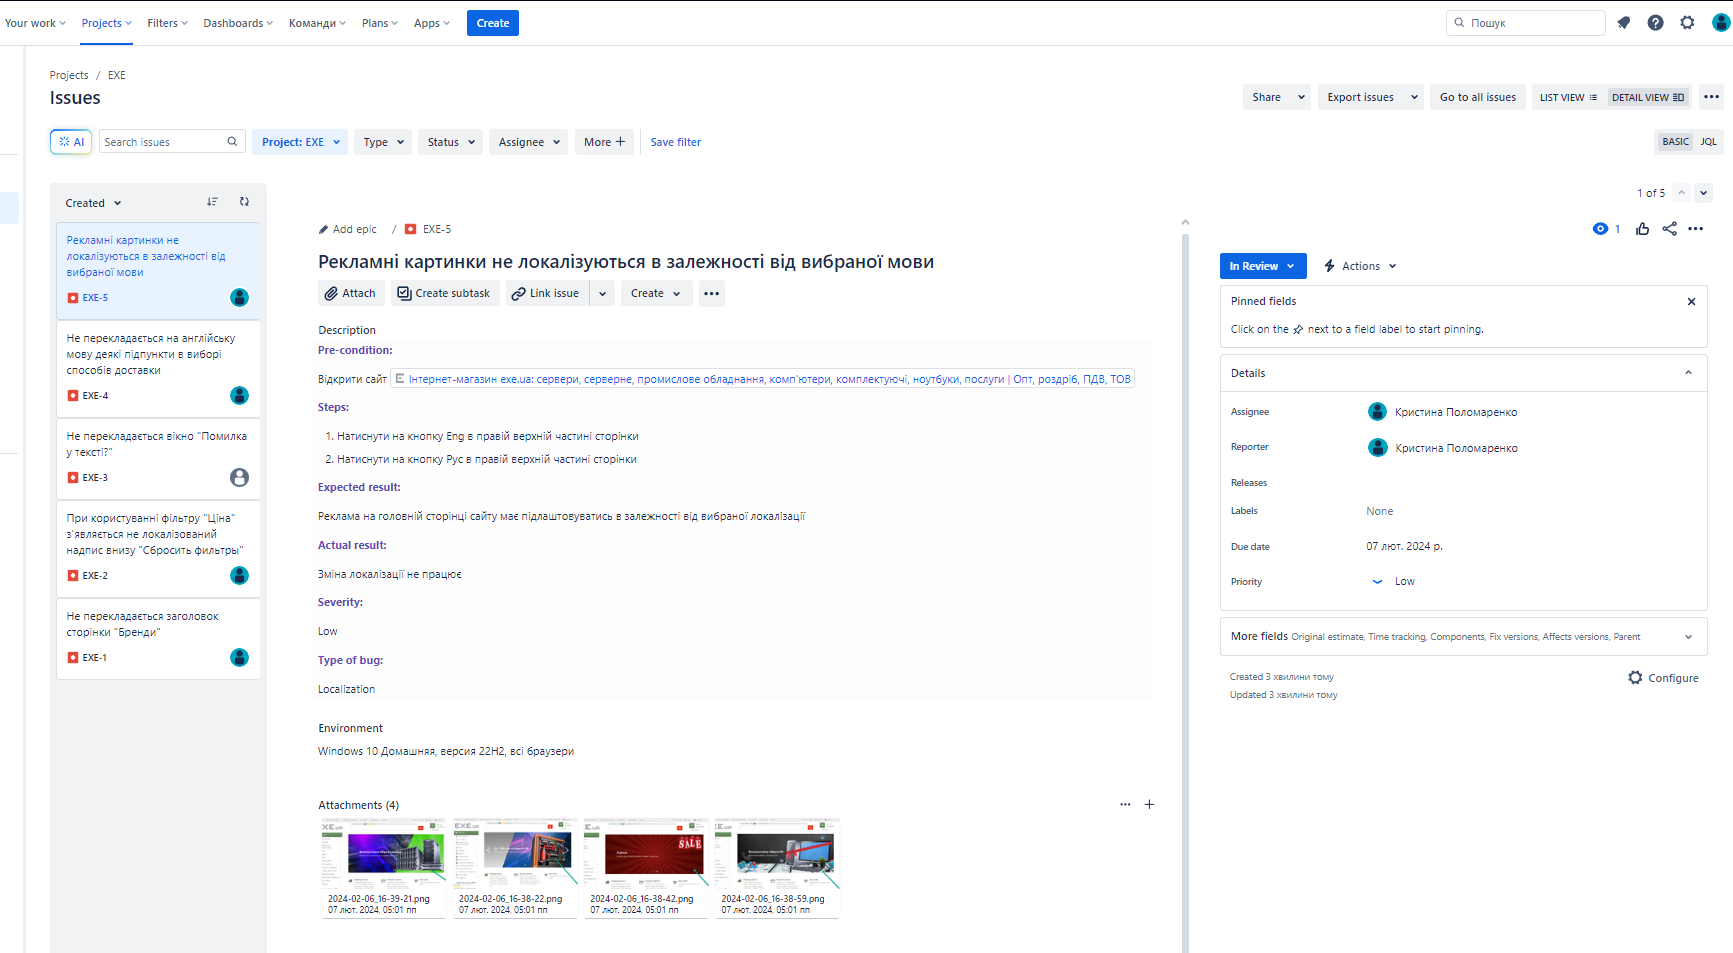 Your work Projects Filters Dashboards Команди Plans Apps Create Пошук
Projects / EXE
Issues
Share Export issues Go to all issues LIST VIEW DETAIL VIEW
AI Search issues Project: EXE Type Status Assignee More Save filter BASIC JQL
1 of 5
Created
Рекламні картинки не
локалізуються в залежності від
вибраної мови
EXE-5
Не перекладається на англійську
мову деякі підпункти в виборі
способів доставки
EXE-4
Не перекладається вікно "Помилка
у тексті?"
EXE-3
При користуванні фільтру "Ціна"
з'являється не локалізований
надпис внизу "Сбросить фильтры"
EXE-2
Не перекладається заголовок
сторінки "Бренди"
EXE-1
Add epic / EXE-5
Рекламні картинки не локалізуються в залежності від вибраної мови
Attach Create subtask Link issue Create
Description
Pre-condition:
Відкрити сайт Інтернет-магазин exe.ua: сервери, серверне, промислове обладнання, комп'ютери, комплектуючі, ноутбуки, послуги | Опт, роздріб, ПДВ, ТОВ
Steps:
1. Натиснути на кнопку Eng в правій верхній частині сторінки
2. Натиснути на кнопку Рус в правій верхній частині сторінки
Expected result:
Реклама на головній сторінці сайту має підлаштовуватись в залежності від вибраної локалізації
Actual result:
Зміна локалізації не працює
Severity:
Low
Type of bug:
Localization
Environment
Windows 10 Домашняя, версия 22H2, всі браузери
Attachments (4)
SALE
2024-02-06_16-39-21.png 2024-02-06_16-38-22.png 2024-02-06_16-38-42.png 2024-02-06_16-38-59.png
07 лют. 2024, 05:01 пп 07 лют. 2024, 05:01 пп 07 лют. 2024, 05:01 пп 07 лют. 2024, 05:01 пп
1
In Review Actions
Pinned fields
Click on the next to a field label to start pinning.
Details
Assignee Кристина Поломаренко
Reporter Кристина Поломаренко
Releases
Labels None
Due date 07 лют. 2024 р.
Priority Low
More fields Original estimate, Time tracking, Components, Fix versions, Affects versions, Parent
Created 3 хвилини тому Configure
Updated 3 хвилини тому